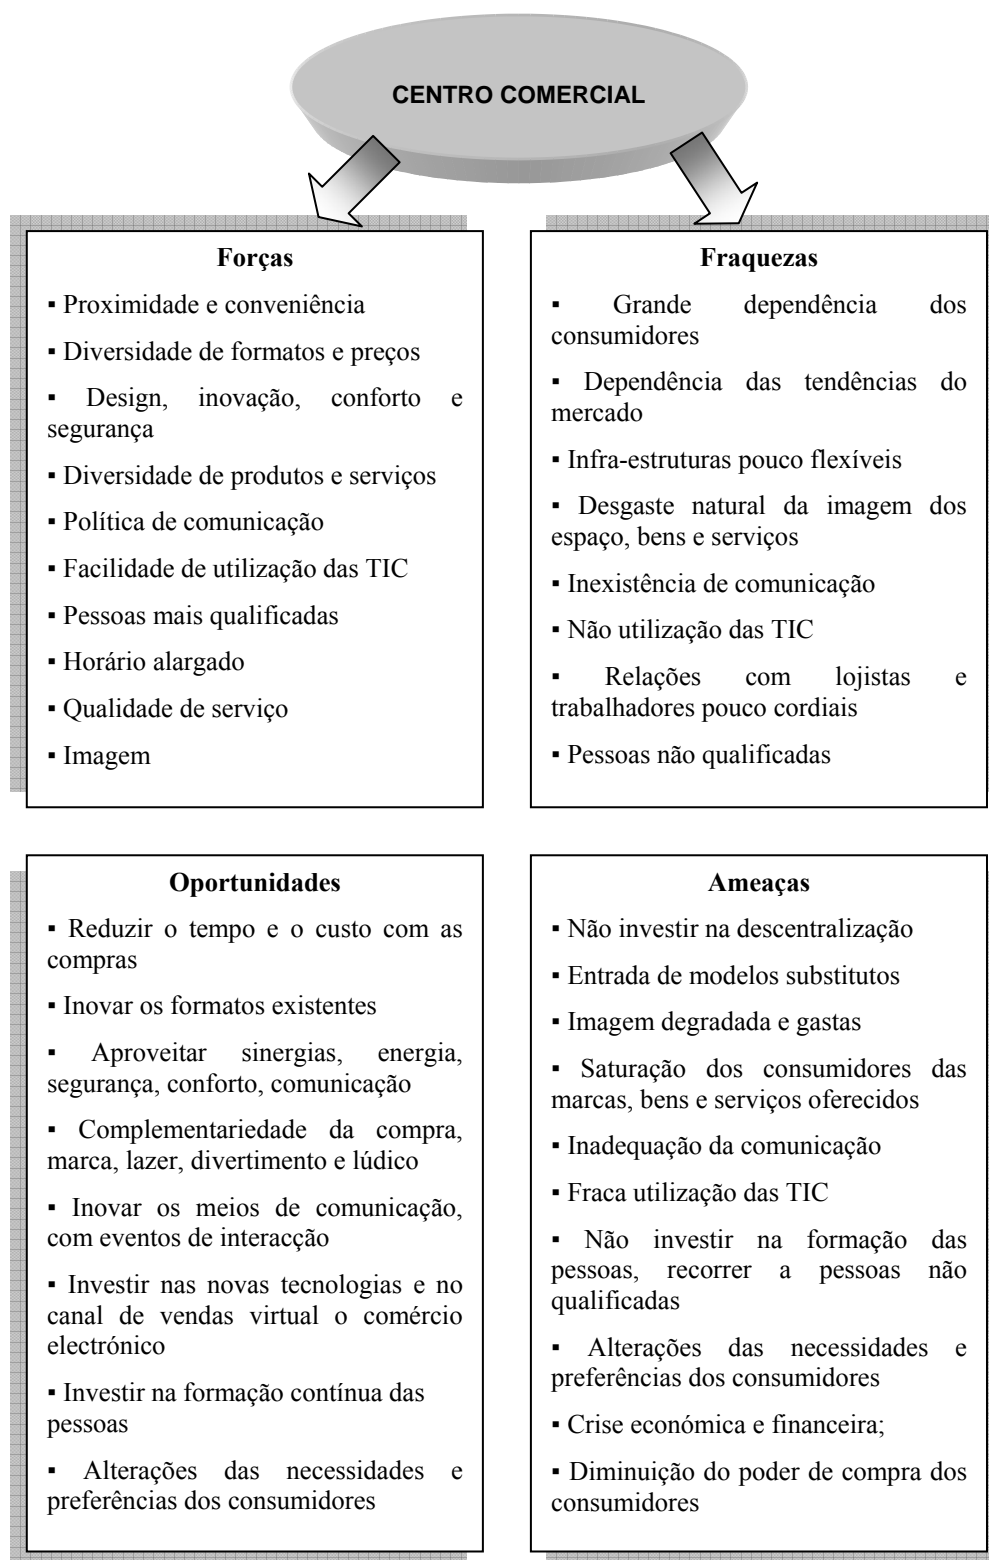 CENTRO COMERCIAL
Forças
▪ Proximidade e conveniência
▪ Diversidade de formatos e preços
▪ Design, inovação, conforto e
segurança
▪ Diversidade de produtos e serviços
▪ Política de comunicação
▪ Facilidade de utilização das TIC
▪ Pessoas mais qualificadas
▪ Horário alargado
▪ Qualidade de serviço
▪ Imagem
Fraquezas
▪ Grande dependência dos
consumidores
▪ Dependência das tendências do
mercado
▪ Infra-estruturas pouco flexíveis
▪ Desgaste natural da imagem dos
espaço, bens e serviços
▪ Inexistência de comunicação
▪ Não utilização das TIC
▪ Relações com lojistas e
trabalhadores pouco cordiais
▪ Pessoas não qualificadas
Oportunidades
▪ Reduzir o tempo e o custo com as
compras
▪ Inovar os formatos existentes
▪ Aproveitar sinergias, energia,
segurança, conforto, comunicação
▪ Complementariedade da compra,
marca, lazer, divertimento e lúdico
▪ Inovar os meios de comunicação,
com eventos de interacção
▪ Investir nas novas tecnologias e no
canal de vendas virtual o comércio
electrónico
▪ Investir na formação contínua das
pessoas
▪ Alterações das necessidades e
preferências dos consumidores
Ameaças
▪ Não investir na descentralização
▪ Entrada de modelos substitutos
▪ Imagem degradada e gastas
▪ Saturação dos consumidores das
marcas, bens e serviços oferecidos
▪ Inadequação da comunicação
▪ Fraca utilização das TIC
▪ Não investir na formação das
pessoas, recorrer a pessoas não
qualificadas
▪ Alterações das necessidades e
preferências dos consumidores
▪ Crise económica e financeira;
▪ Diminuição do poder de compra dos
consumidores